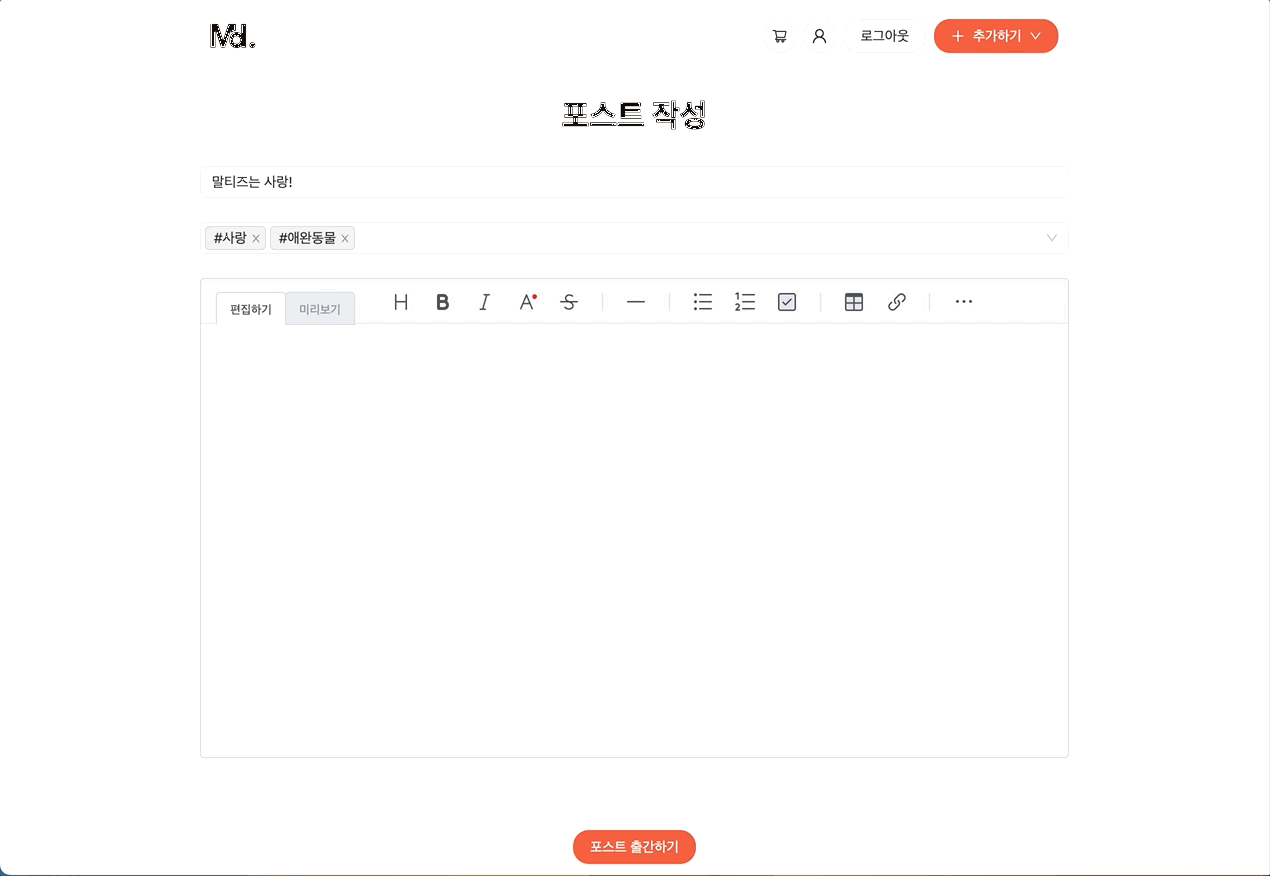 Md.
로그아웃
+ 추가하기
포스트 작성
말티즈는 사랑!
#사랑 × #애완동물 ×
편집하기 미리보기 H B I A S
포스트 출간하기